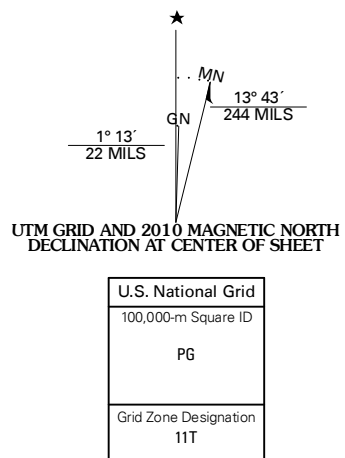 MN
13° 43´
244 MILS
GN
1° 13´
22 MILS
UTM GRID AND 2010 MAGNETIC NORTH
DECLINATION AT CENTER OF SHEET
U.S. National Grid
100,000-m Square ID
PG
Grid Zone Designation
11T